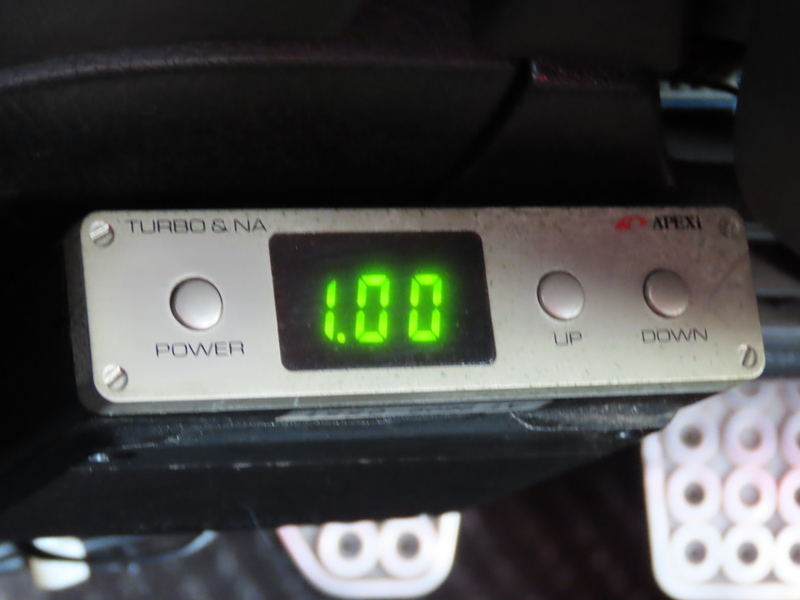 TURBO & NA
APEXi
1.00
POWER
UP
DOWN